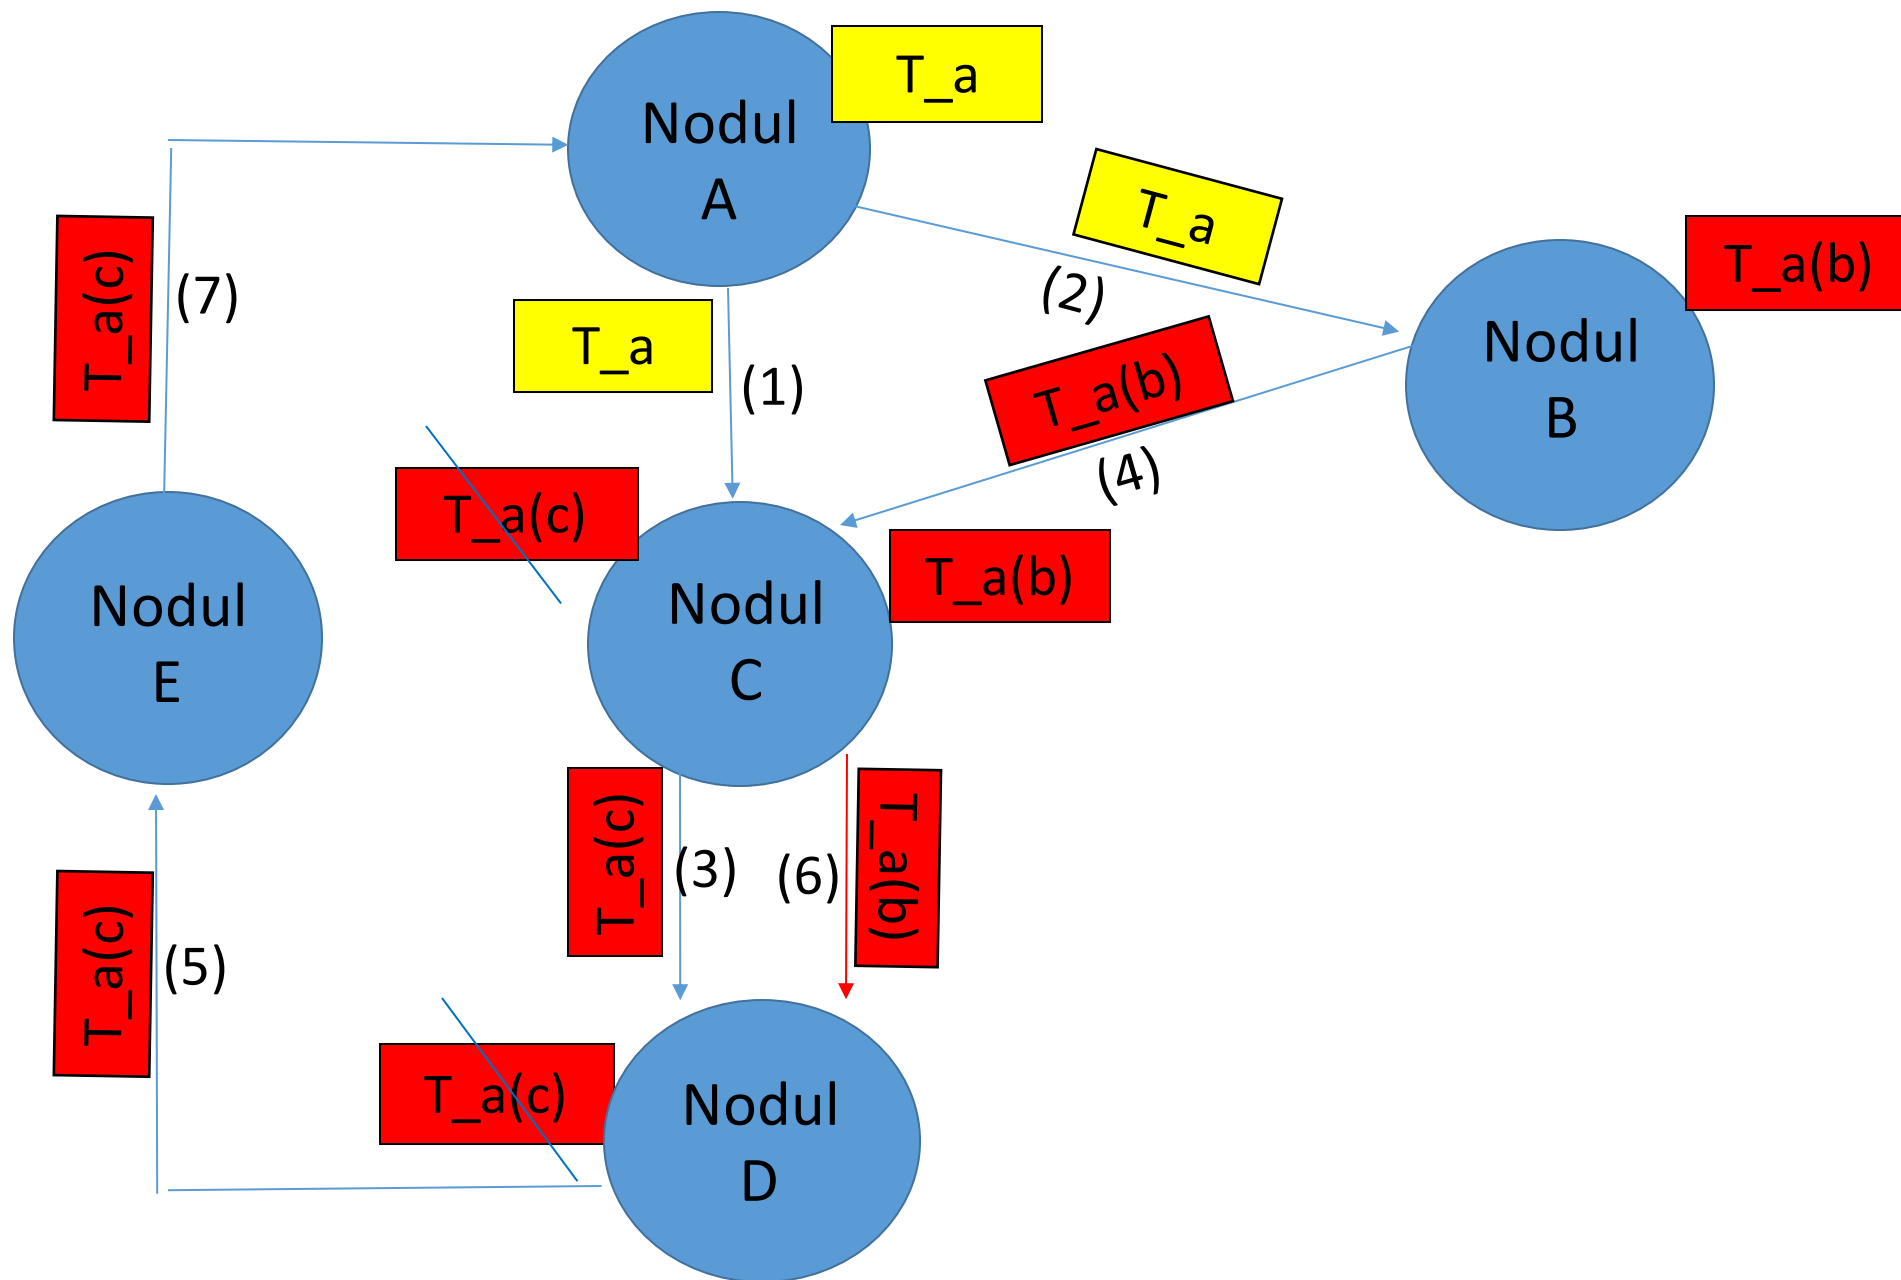 T_a
Nodul
A
T_a
(2)
T_a(b)
Nodul
B
T_a(c)
(7)
T_a
(1)
T_a(b)
(4)
T_a(c)
T_a(b)
Nodul
C
Nodul
E
T_a(c)
(3)
(6)
T_a(b)
T_a(c)
(5)
T_a(c)
Nodul
D